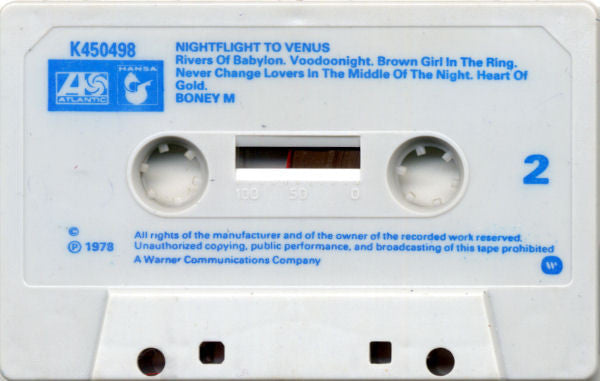 K450498
NIGHTFLIGHT TO VENUS
Rivers Of Babylon. Voodoonight. Brown Girl In The Ring.
Never Change Lovers In The Middle Of The Night. Heart Of
Gold.
BONEY M
ATLANTIC
HANSA
100 50 0
2
©
℗ 1978
All rights of the manufacturer and of the owner of the recorded work reserved.
Unauthorized copying, public performance, and broadcasting of this tape prohibited
A Warner Communications Company
W